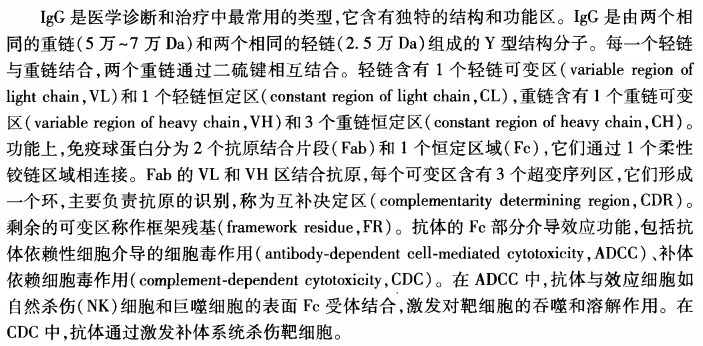 IgG 是医学诊断和治疗中最常用的类型,它含有独特的结构和功能区。IgG 是由两个相
同的重链(5 万~7 万 Da)和两个相同的轻链(2.5 万 Da)组成的 Y 型结构分子。每一个轻链
与重链结合,两个重链通过二硫键相互结合。轻链含有 1 个轻链可变区(variable region of
light chain,VL)和 1 个轻链恒定区(constant region of light chain,CL),重链含有 1 个重链可变
区(variable region of heavy chain,VH)和 3 个重链恒定区(constant region of heavy chain,CH)。
功能上,免疫球蛋白分为 2 个抗原结合片段(Fab)和 1 个恒定区域(Fc),它们通过 1 个柔性
铰链区域相连接。Fab 的 VL 和 VH 区结合抗原,每个可变区含有 3 个超变序列区,它们形成
一个环,主要负责抗原的识别,称为互补决定区(complementarity determining region,CDR)。
剩余的可变区称作框架残基(framework residue,FR)。抗体的 Fc 部分介导效应功能,包括抗
体依赖性细胞介导的细胞毒作用(antibody-dependent cell-mediated cytotoxicity,ADCC)、补体
依赖细胞毒作用(complement-dependent cytotoxicity,CDC)。在 ADCC 中,抗体与效应细胞如
自然杀伤(NK)细胞和巨噬细胞的表面 Fc 受体结合,激发对靶细胞的吞噬和溶解作用。在
CDC 中,抗体通过激发补体系统杀伤靶细胞。